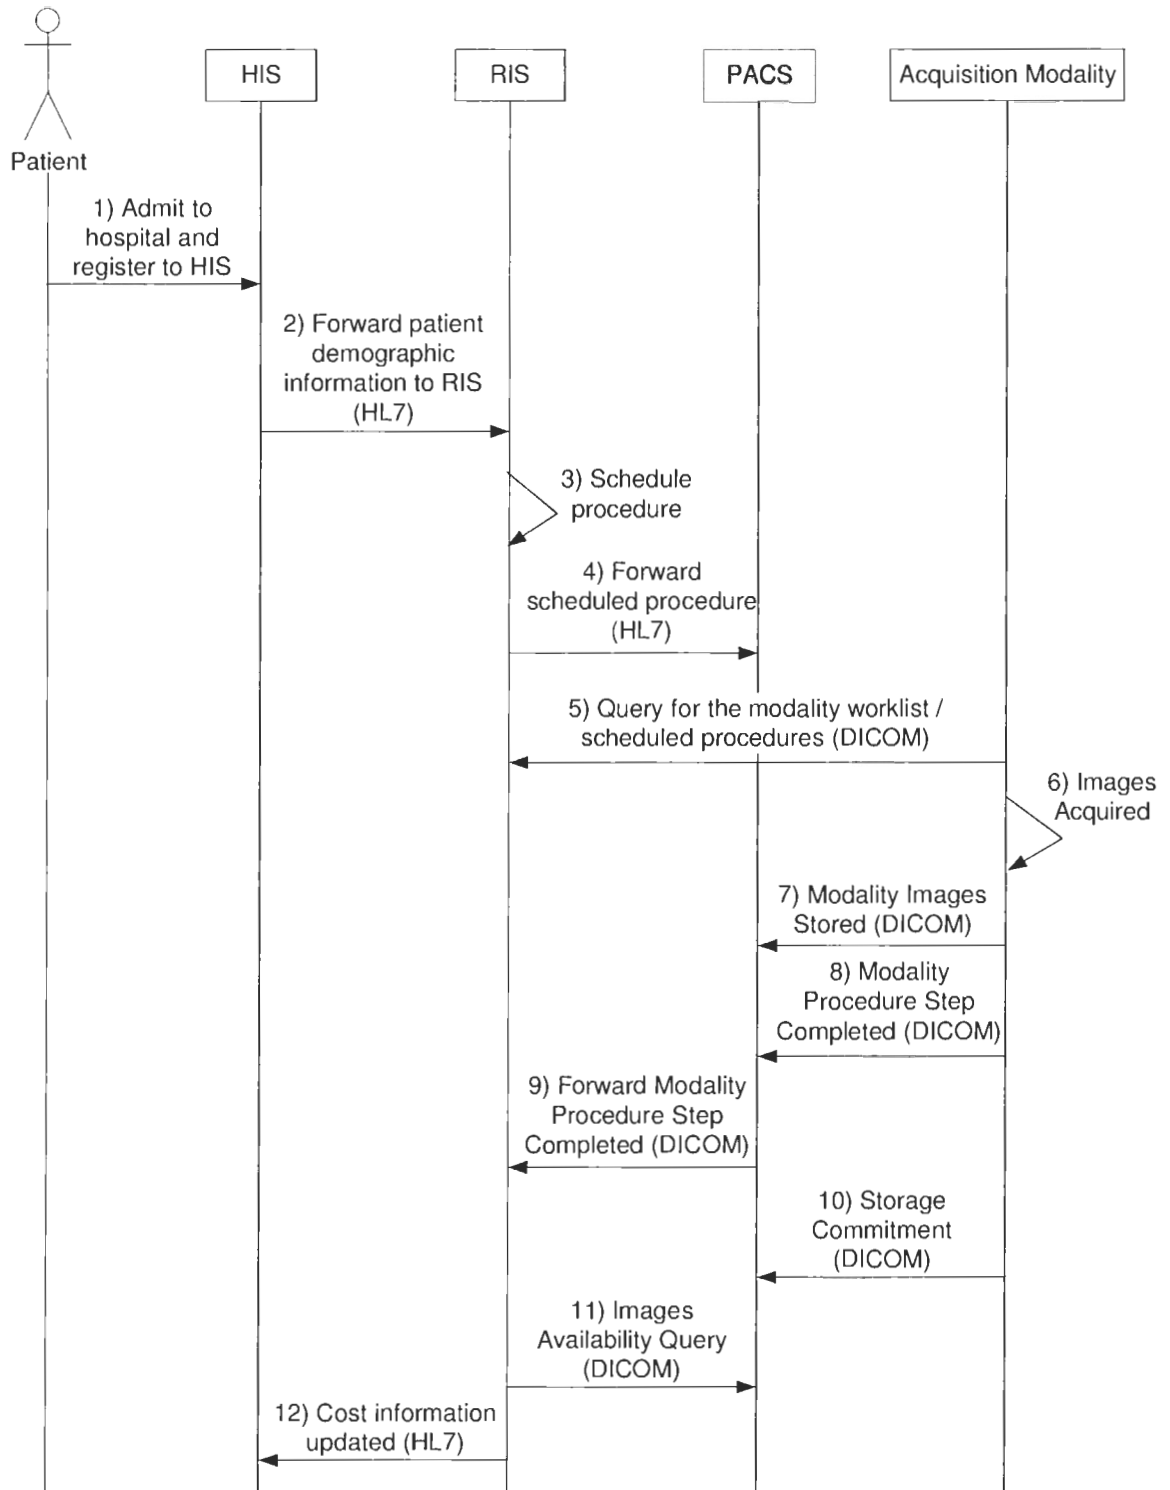 HIS
RIS
PACS
Acquisition Modality
Patient
1) Admit to
hospital and
register to HIS
2) Forward patient
demographic
information to RIS
(HL7)
3) Schedule
procedure
4) Forward
scheduled procedure
(HL7)
5) Query for the modality worklist /
scheduled procedures (DICOM)
6) Images
Acquired
7) Modality Images
Stored (DICOM)
8) Modality
Procedure Step
Completed (DICOM)
9) Forward Modality
Procedure Step
Completed (DICOM)
10) Storage
Commitment
(DICOM)
11) Images
Availability Query
(DICOM)
12) Cost information
updated (HL7)